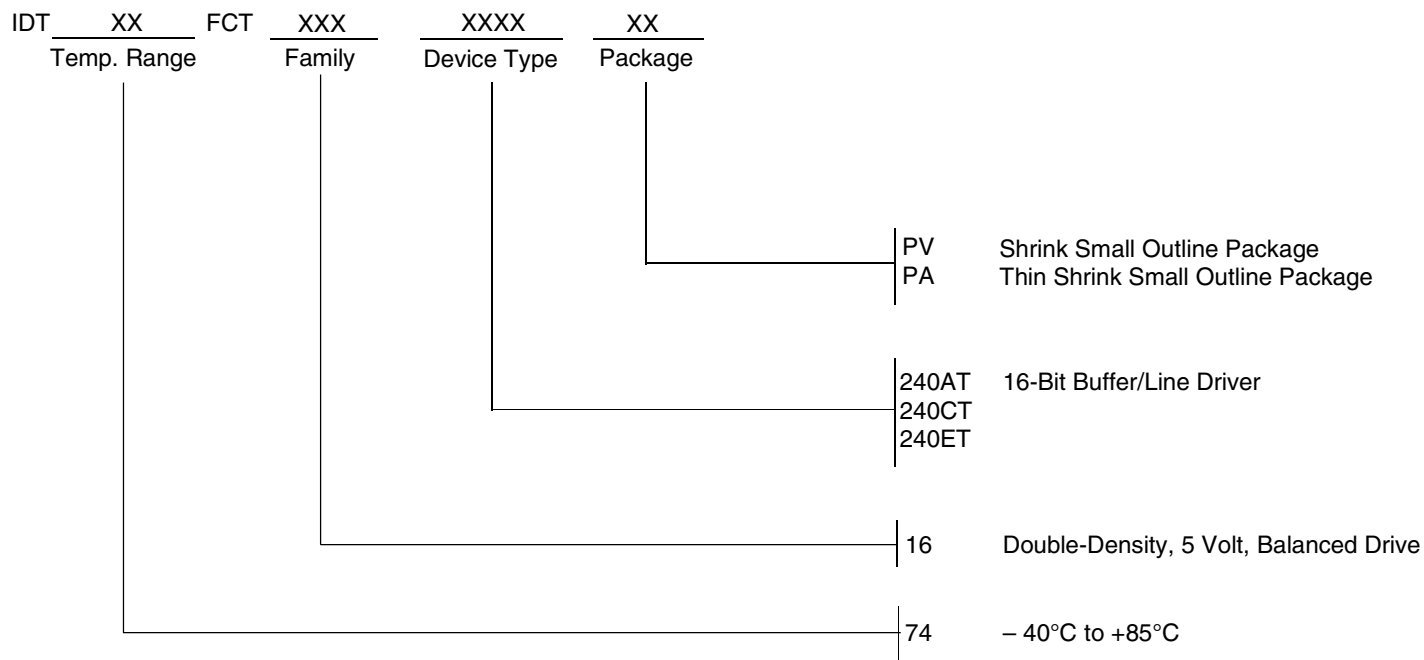 IDT XX FCT XXX XXXX XX
Temp. Range Family Device Type Package
PV Shrink Small Outline Package
PA Thin Shrink Small Outline Package
240AT 16-Bit Buffer/Line Driver
240CT
240ET
16 Double-Density, 5 Volt, Balanced Drive
74 – 40°C to +85°C